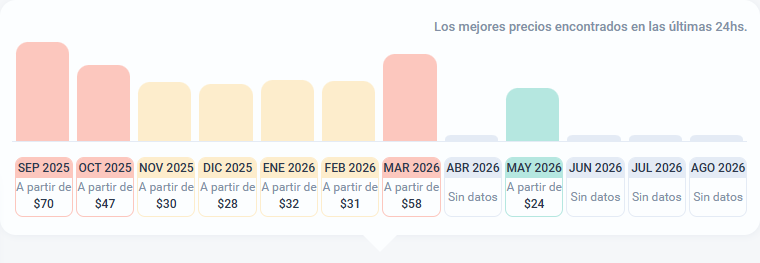 Los mejores precios encontrados en las últimas 24hs.
SEP 2025 OCT 2025 NOV 2025 DIC 2025 ENE 2026 FEB 2026 MAR 2026 ABR 2026 MAY 2026 JUN 2026 JUL 2026 AGO 2026
A partir de A partir de A partir de A partir de A partir de A partir de A partir de Sin datos A partir de Sin datos Sin datos Sin datos
$70 $47 $30 $28 $32 $31 $58 $24